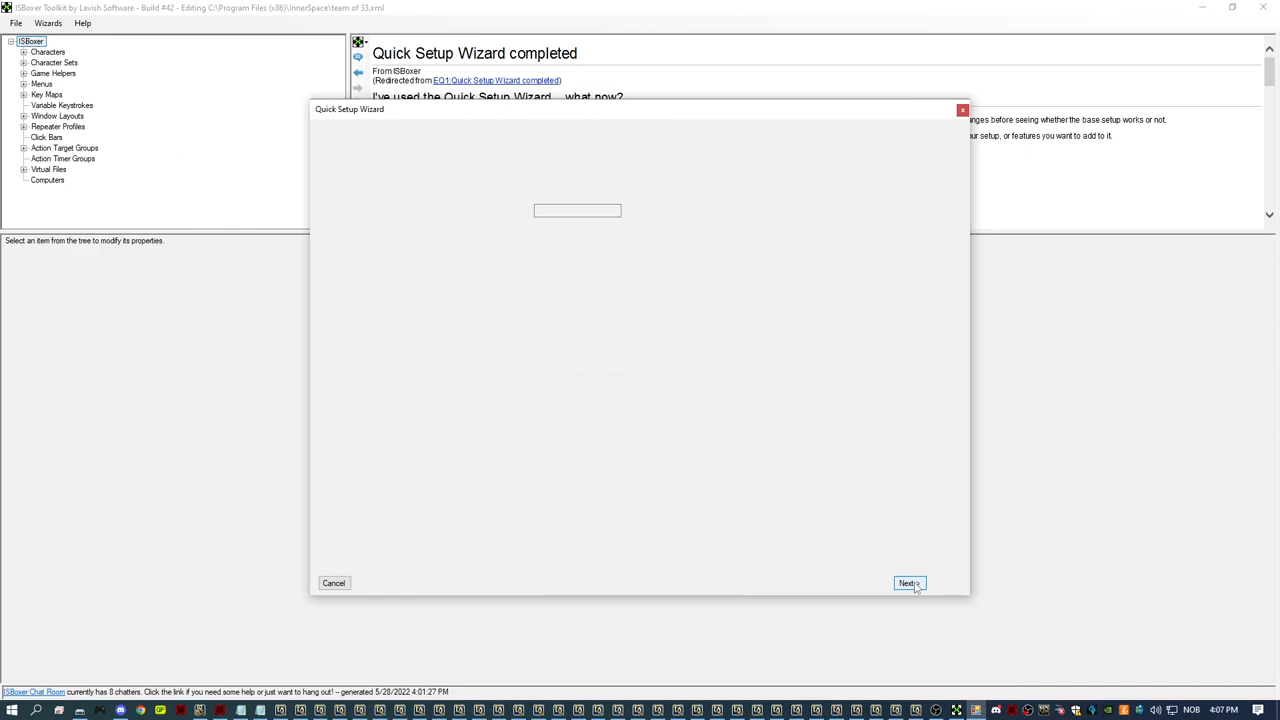 ISBoxer Toolkit by Lavish Software - Build #42 - Editing C:\Program Files (x86)\InnerSpace\team of 33.xml
File Wizards Help
ISBoxer
Characters
Character Sets
Game Helpers
Menus
Key Maps
Variable Keystrokes
Window Layouts
Repeater Profiles
Click Bars
Action Target Groups
Action Timer Groups
Virtual Files
Computers
Quick Setup Wizard completed
From ISBoxer
(Redirected from EQ1:Quick Setup Wizard completed)
I've used the Quick Setup Wizard... what now?
anges before seeing whether the base setup works or not.
our setup, or features you want to add to it.
Quick Setup Wizard
Cancel
Next>
Select an item from the tree to modify its properties.
ISBoxer Chat Room currently has 8 chatters. Click the link if you need some help or just want to hang out! -- generated 5/28/2022 4:01:27 PM
NOB 4:07 PM